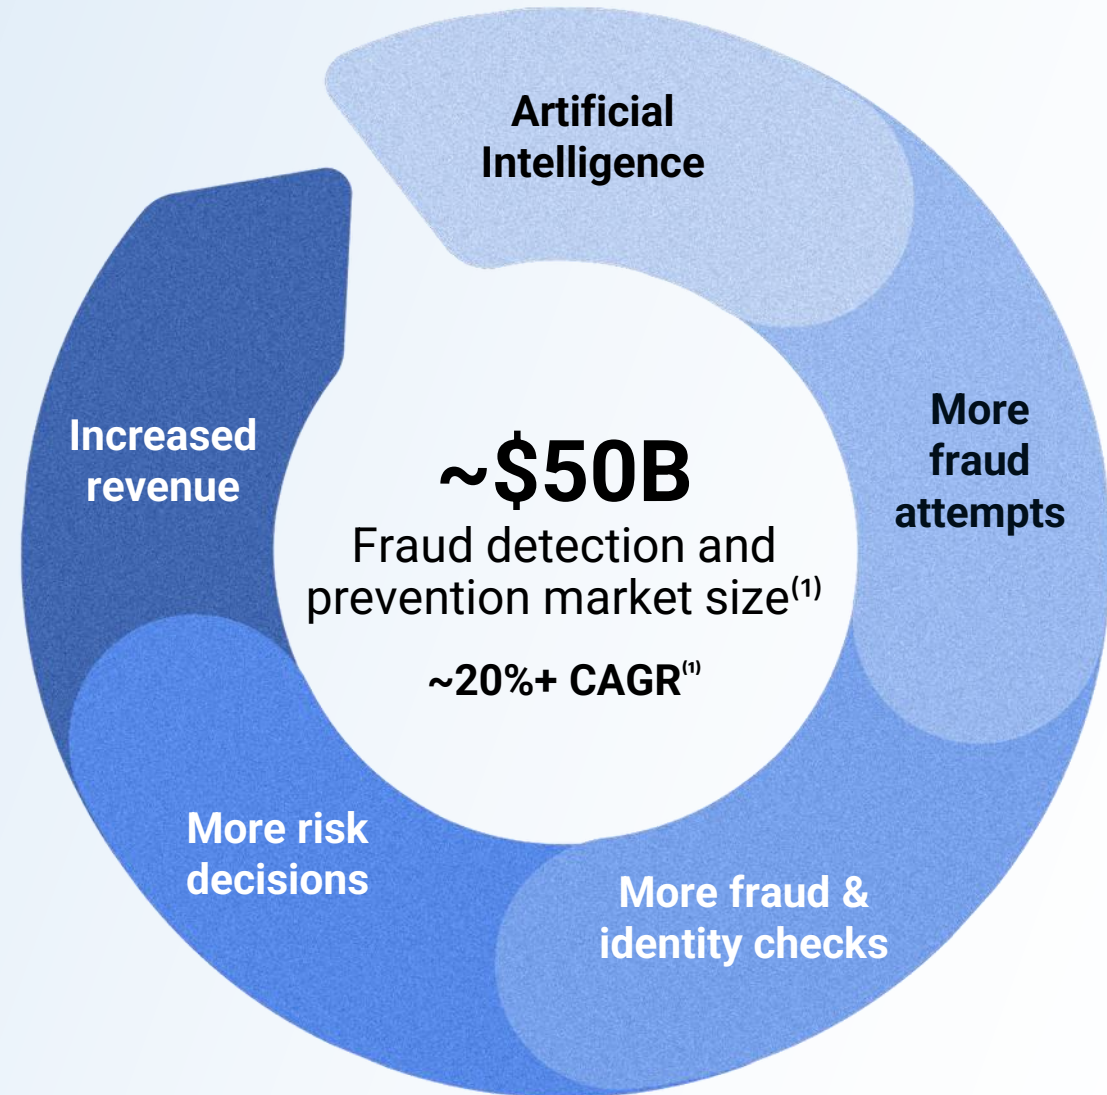 Artificial
Intelligence
More
fraud
attempts
More fraud &
identity checks
More risk
decisions
Increased
revenue
~$50B
Fraud detection and
prevention market size(1)
~20%+ CAGR(1)